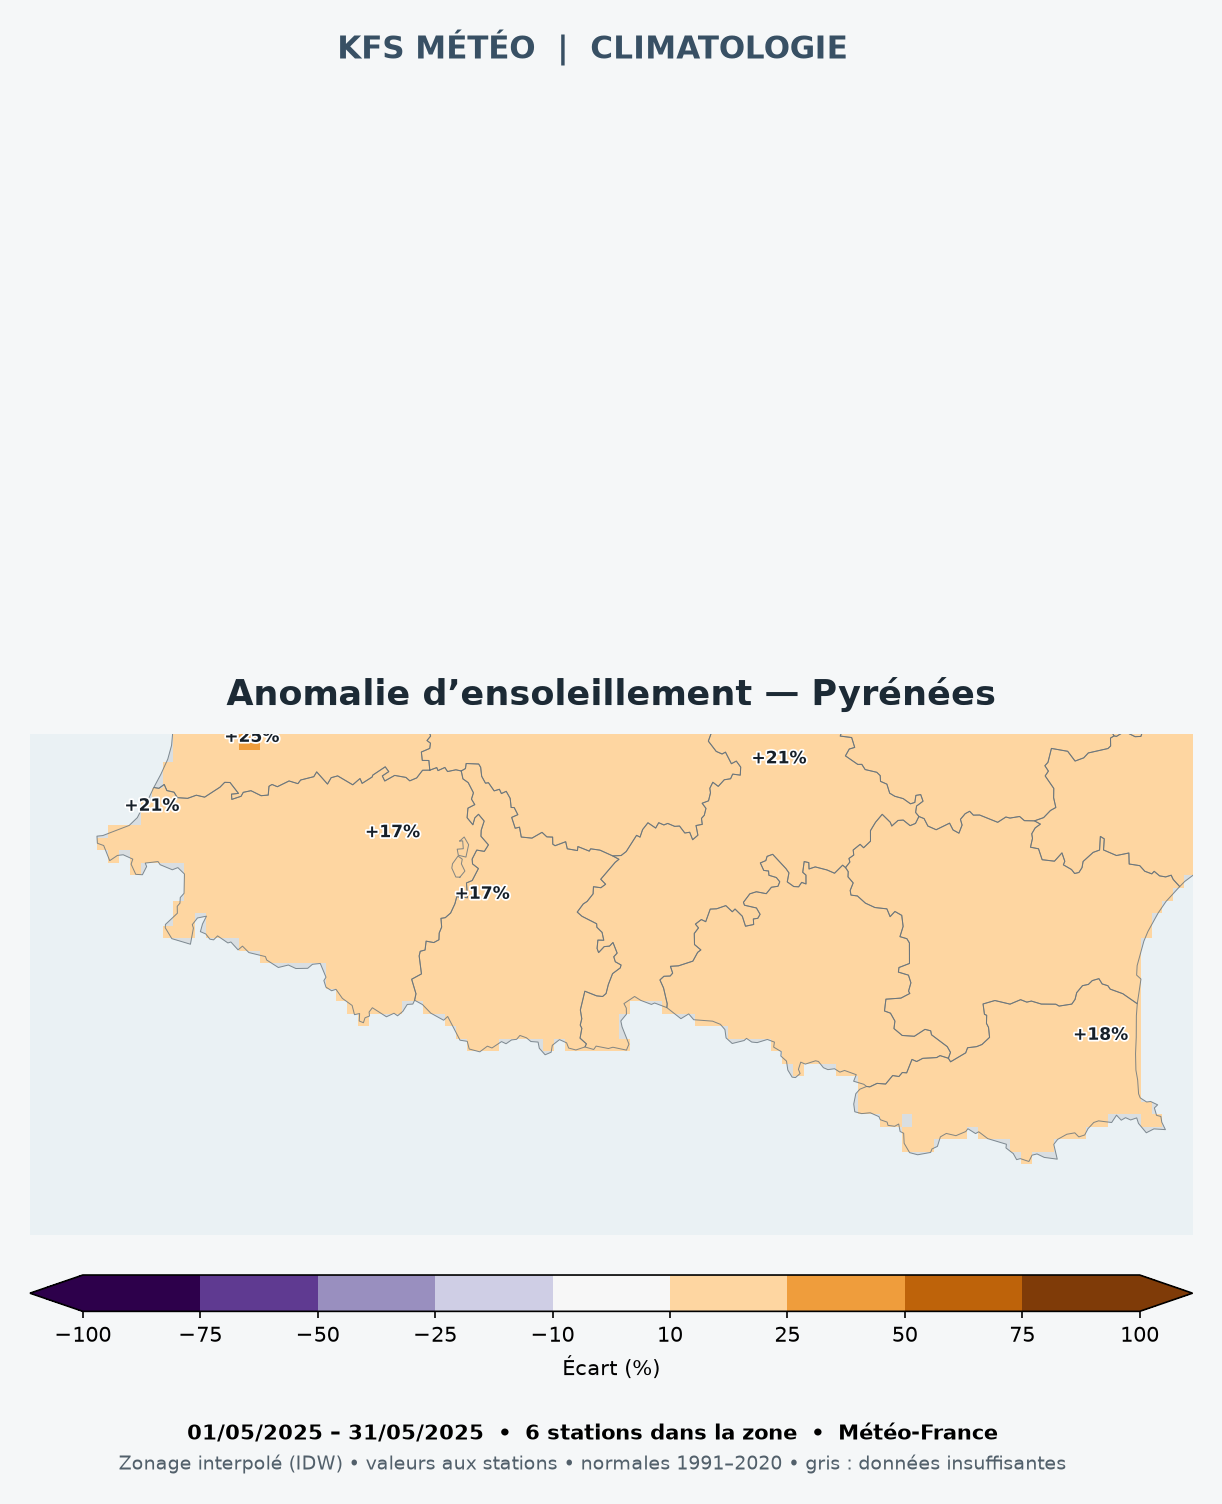 KFS MÉTÉO | CLIMATOLOGIE
Anomalie d’ensoleillement — Pyrénées
+25%
+21%
+21%
+17%
+17%
+18%
−100 −75 −50 −25 −10 10 25 50 75 100
Écart (%)
01/05/2025 – 31/05/2025 • 6 stations dans la zone • Météo-France
Zonage interpolé (IDW) • valeurs aux stations • normales 1991–2020 • gris : données insuffisantes